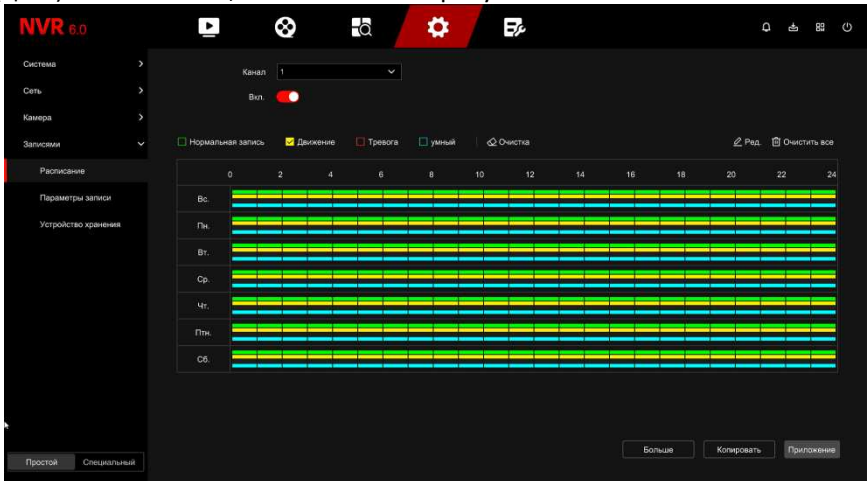 NVR 6.0
Система
Сеть
Камера
Записями
Расписание
Параметры записи
Устройство хранения
Простой Специальный
Канал 1
Вкл.
Нормальная запись Движение Тревога умный Очистка Ред. Очистить все
0 2 4 6 8 10 12 14 16 18 20 22 24
Вс.
Пн.
Вт.
Ср.
Чт.
Птн.
Сб.
Больше Копировать Приложение